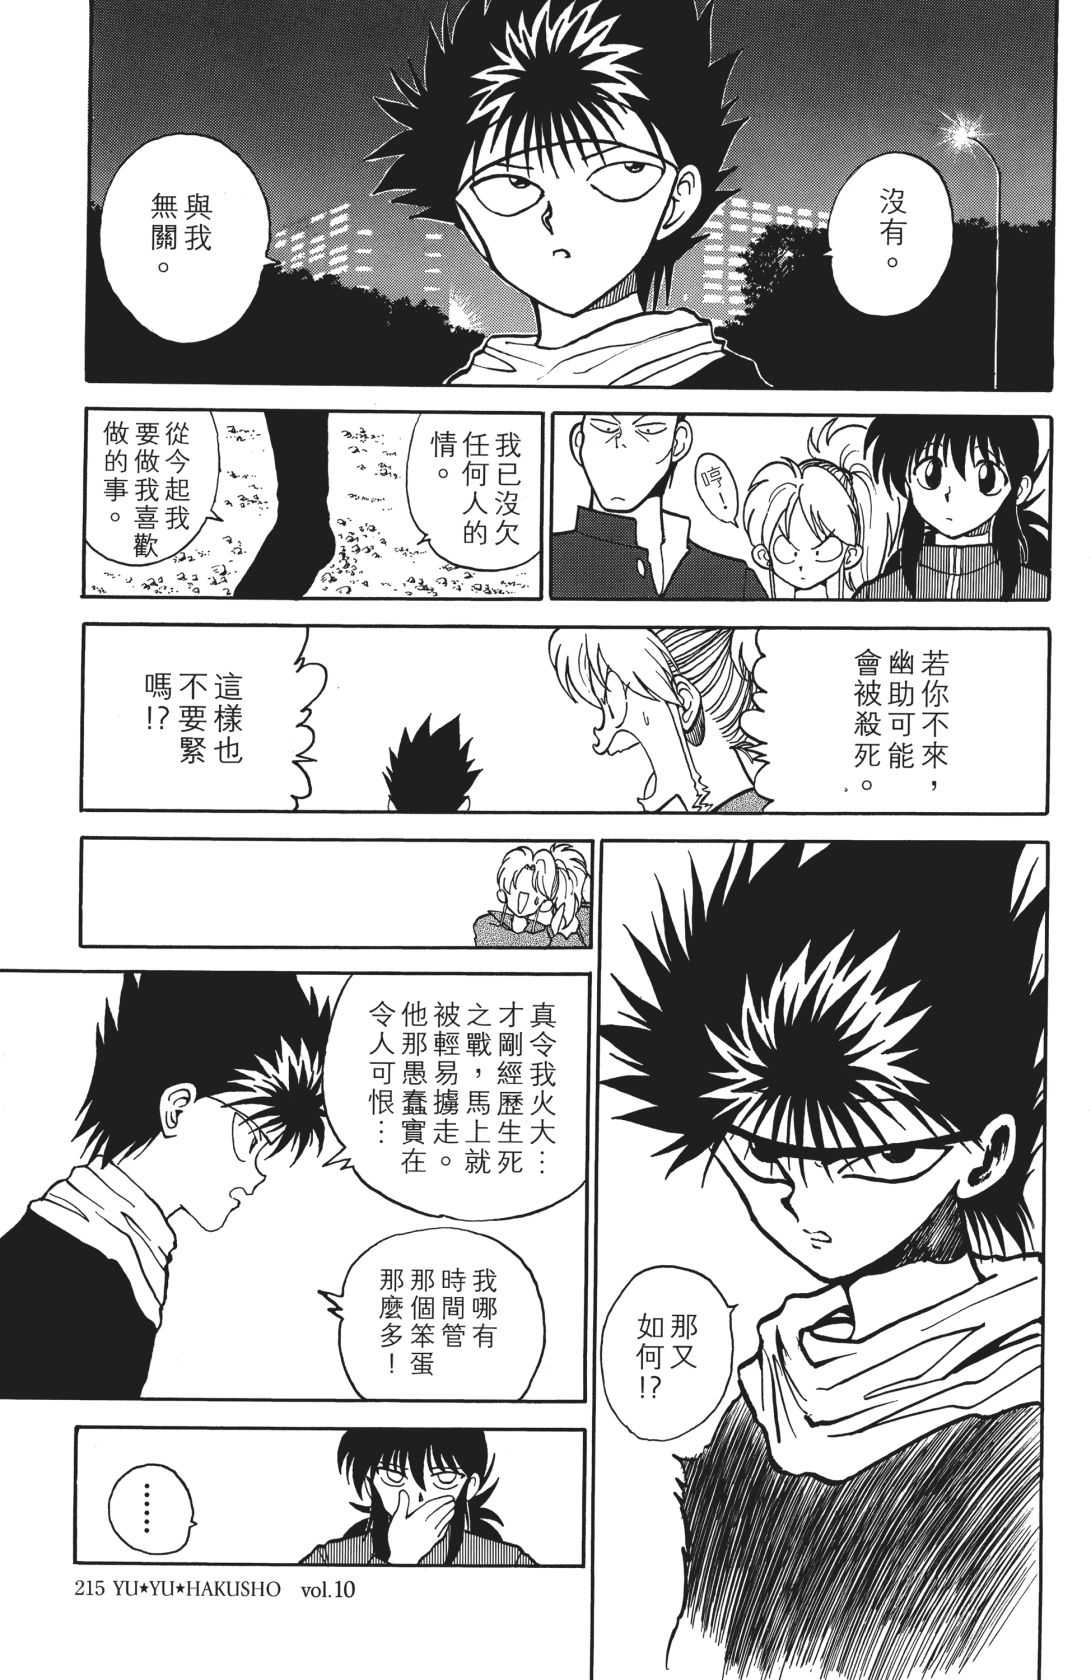 沒有。
與我
無關。
哼！
我已沒欠
任何人的
情。
從今起我
要做我喜歡
做的事。
若你不來，
幽助可能
會被殺死。
這樣也
不要緊
嗎!?
那又
如何!?
真令我火大…
才剛經歷生死
之戰，馬上就
被輕易擄走。
他那愚蠢實在
令人可恨…
我哪有
時間管
那個笨蛋
那麼多！
……
215 YU★YU★HAKUSHO vol.10